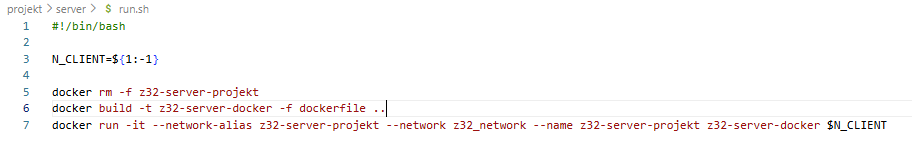 projekt > server > $ run.sh
1 #!/bin/bash
2
3 N_CLIENT=${1:-1}
4
5 docker rm -f z32-server-projekt
6 docker build -t z32-server-docker -f dockerfile ..
7 docker run -it --network-alias z32-server-projekt --network z32_network --name z32-server-projekt z32-server-docker $N_CLIENT